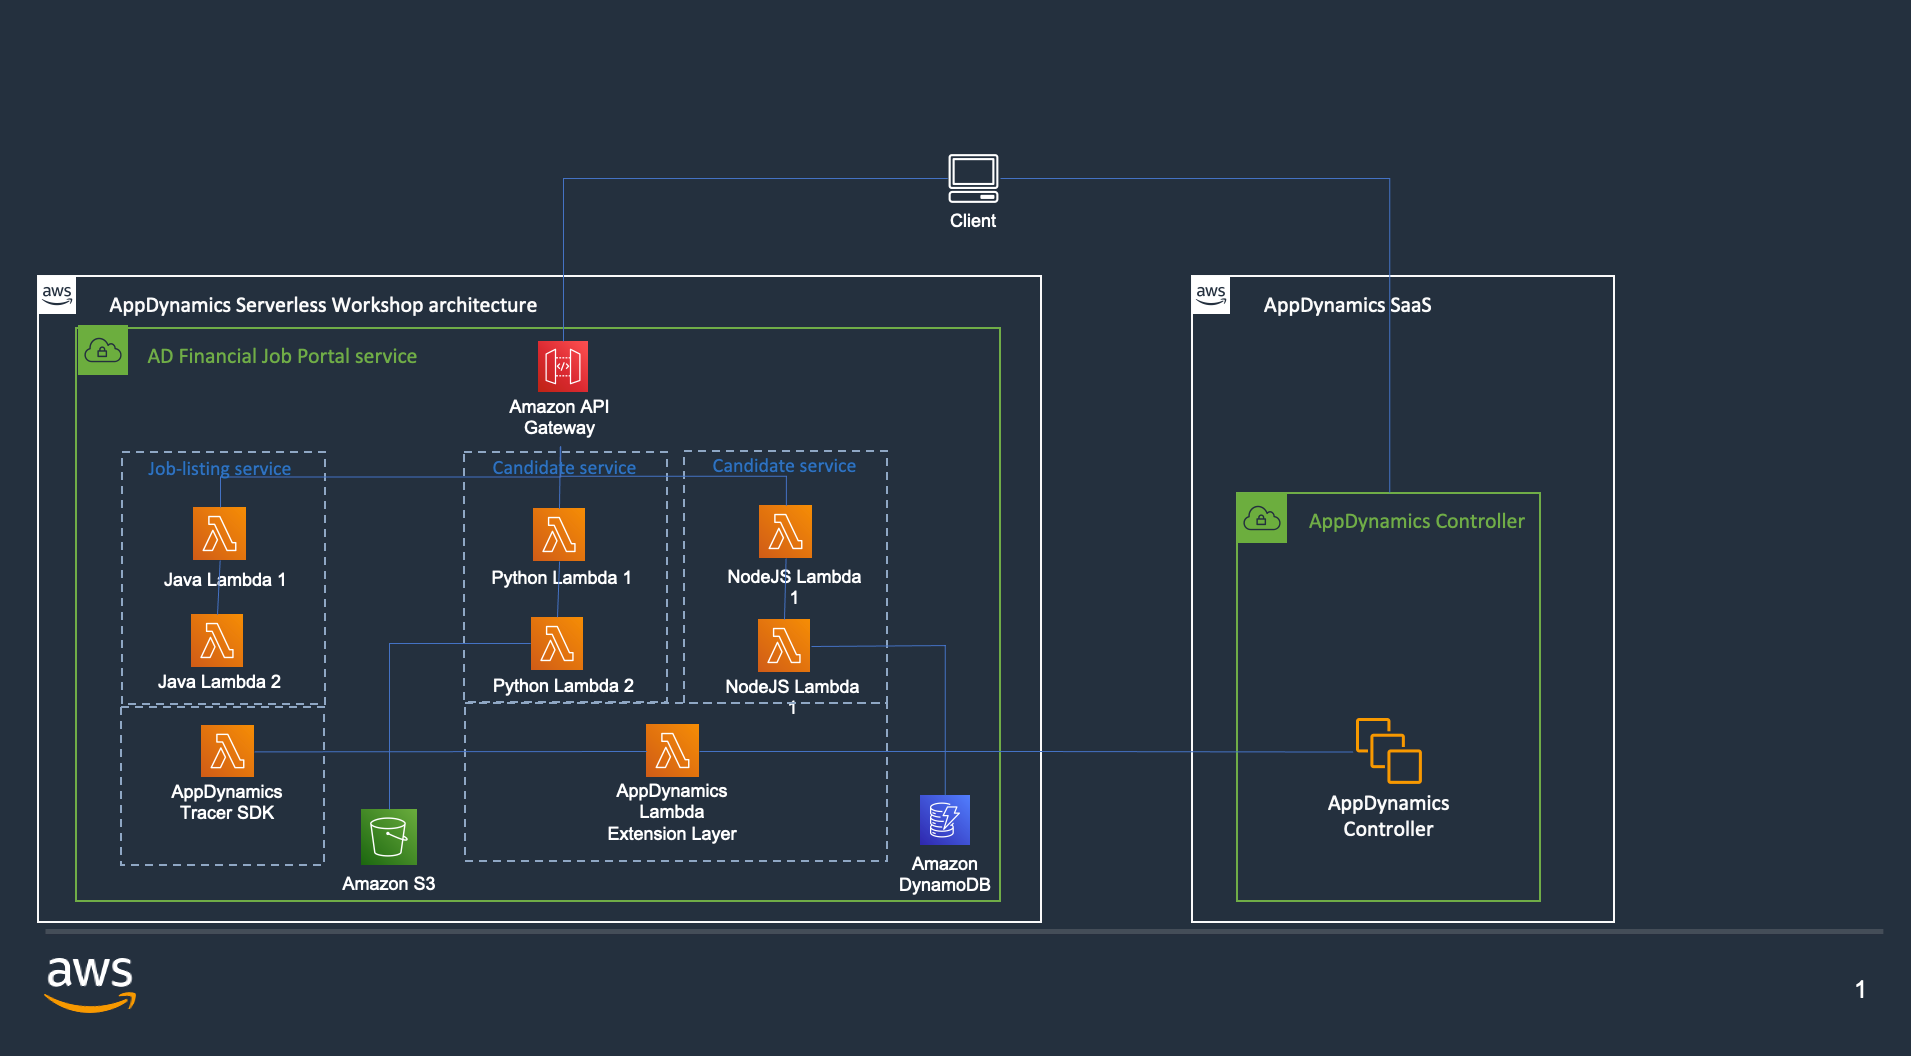 Client
aws
AppDynamics Serverless Workshop architecture
aws
AppDynamics SaaS
AD Financial Job Portal service
</>
Amazon API
Gateway
Job-listing service
Candidate service
Candidate service
Java Lambda 1
Python Lambda 1
NodeJS Lambda
1
Java Lambda 2
Python Lambda 2
NodeJS Lambda
1
AppDynamics
Tracer SDK
AppDynamics
Lambda
Extension Layer
Amazon S3
Amazon
DynamoDB
AppDynamics Controller
AppDynamics
Controller
aws
1